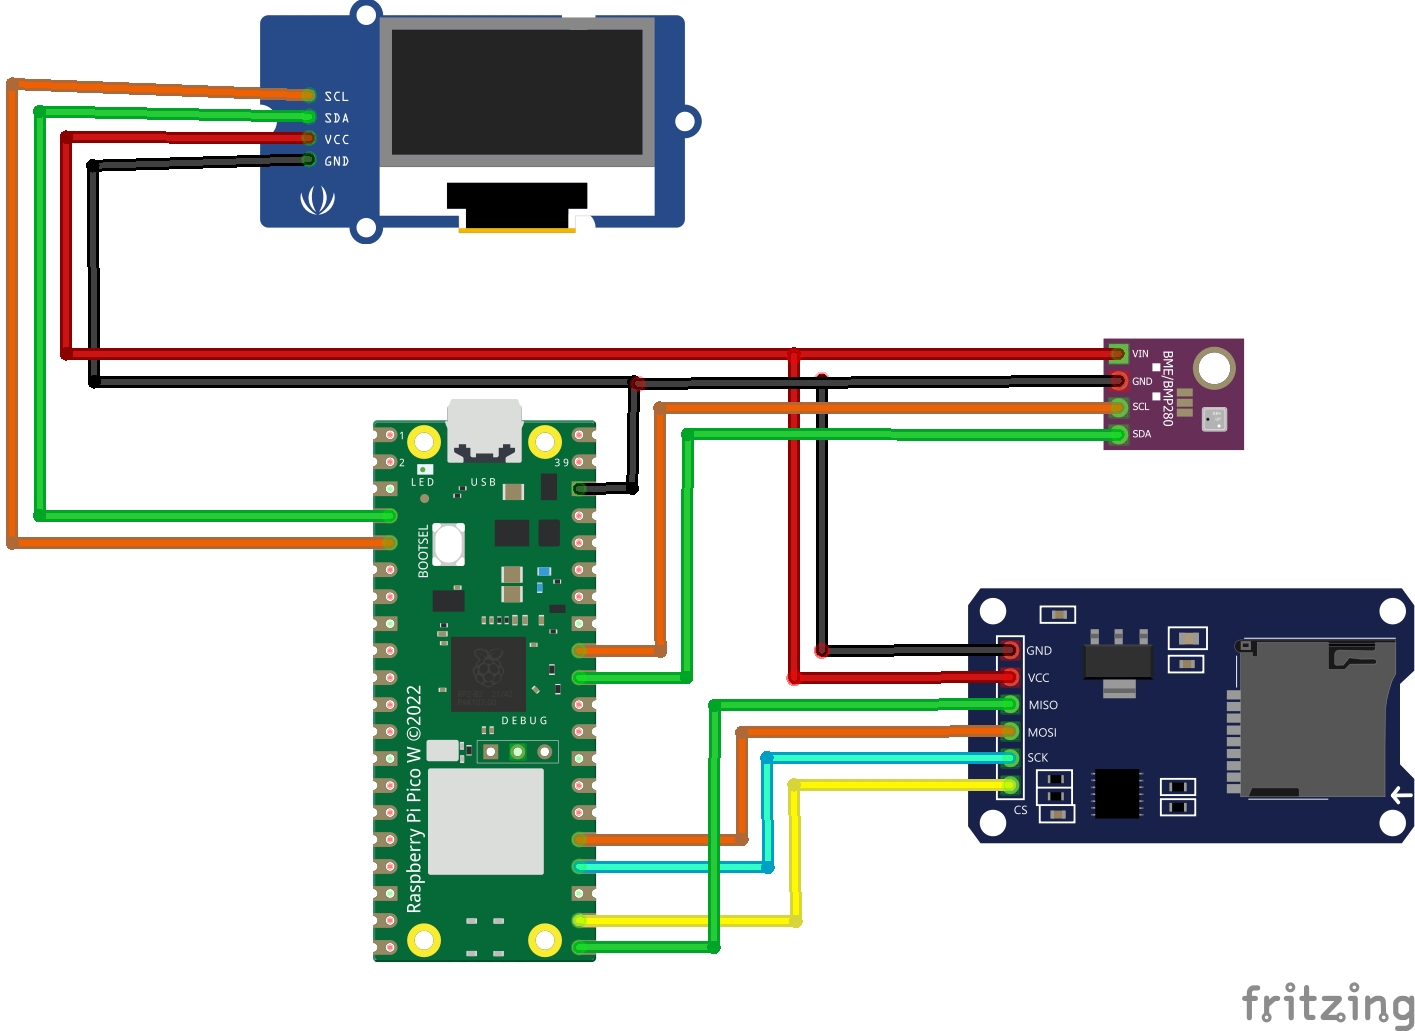 SCL
SDA
VCC
GND
VIN
GND
SCL
SDA
BME/BMP280
1
2
39
LED
USB
BOOTSEL
DEBUG
Raspberry Pi Pico W ©2022
GND
VCC
MISO
MOSI
SCK
CS
fritzing